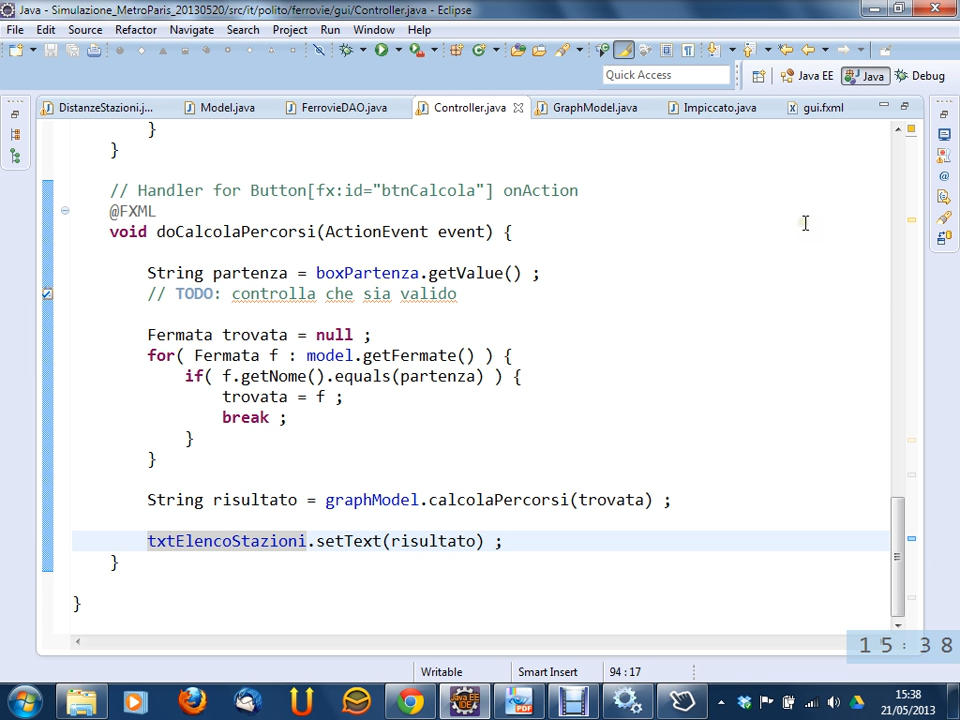 Java - Simulazione_MetroParis_20130520/src/it/polito/ferrovie/gui/Controller.java - Eclipse
File Edit Source Refactor Navigate Search Project Run Window Help
Quick Access
Java EE Java Debug
DistanzeStazioni.j... Model.java FerrovieDAO.java Controller.java GraphModel.java Impiccato.java gui.fxml
}
}
// Handler for Button[fx:id="btnCalcola"] onAction
@FXML
void doCalcolaPercorsi(ActionEvent event) {
String partenza = boxPartenza.getValue() ;
// TODO: controlla che sia valido
Fermata trovata = null ;
for( Fermata f : model.getFermate() ) {
if( f.getNome().equals(partenza) ) {
trovata = f ;
break ;
}
}
String risultato = graphModel.calcolaPercorsi(trovata) ;
txtElencoStazioni.setText(risultato) ;
}
}
15:38
Writable Smart Insert 94 : 17
Java EE IDE
PDF
15:38
21/05/2013